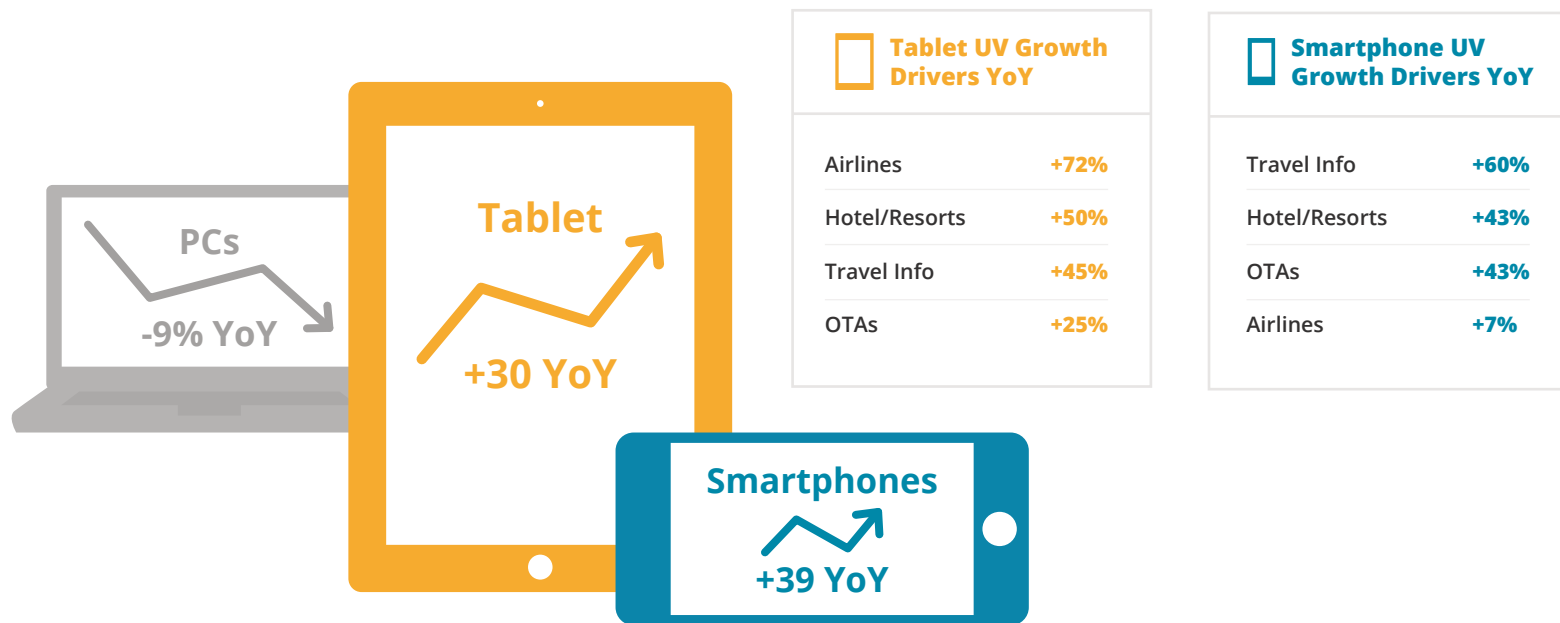 PCs
-9% YoY
Tablet
+30 YoY
Smartphones
+39 YoY
Tablet UV Growth
Drivers YoY
Airlines +72%
Hotel/Resorts +50%
Travel Info +45%
OTAs +25%
Smartphone UV
Growth Drivers YoY
Travel Info +60%
Hotel/Resorts +43%
OTAs +43%
Airlines +7%